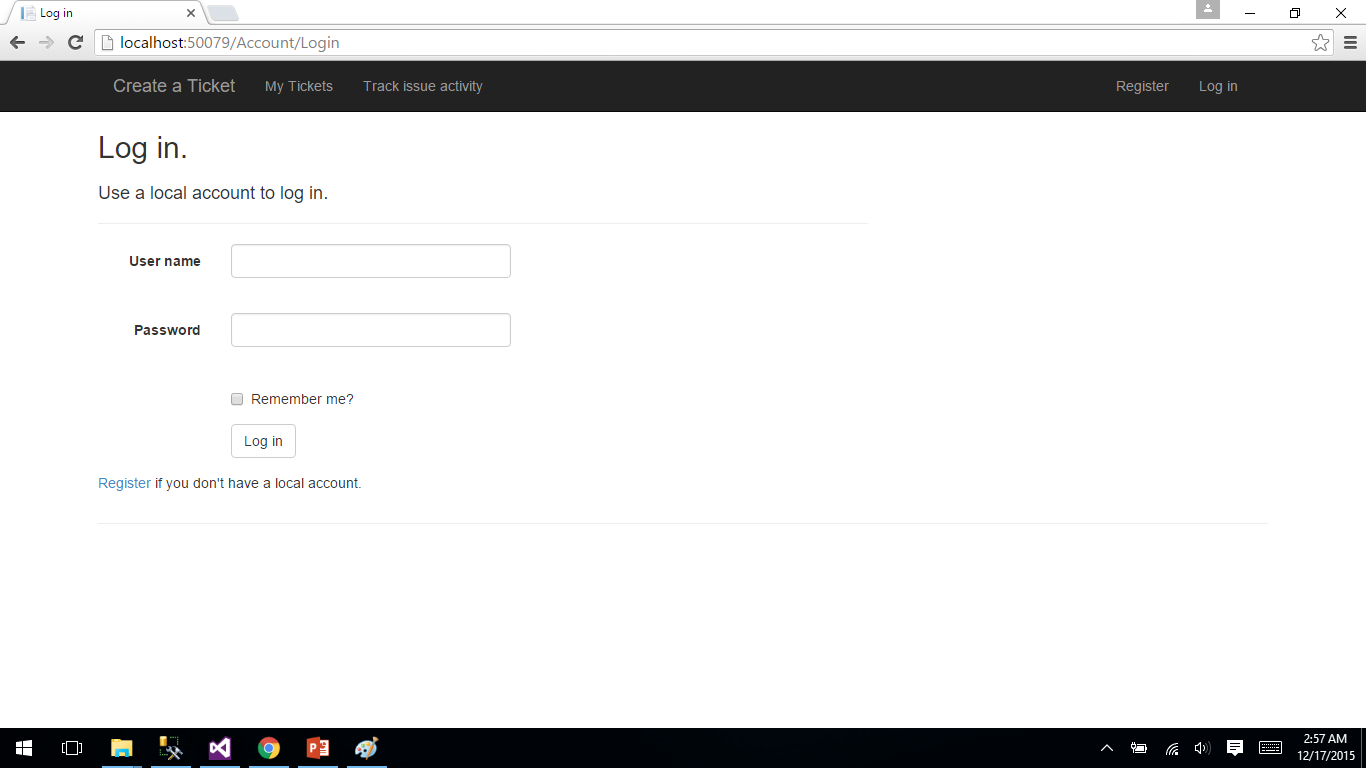 Log in
localhost:50079/Account/Login
Create a Ticket My Tickets Track issue activity Register Log in
Log in.
Use a local account to log in.
User name
Password
Remember me?
Log in
Register if you don't have a local account.
2:57 AM
12/17/2015